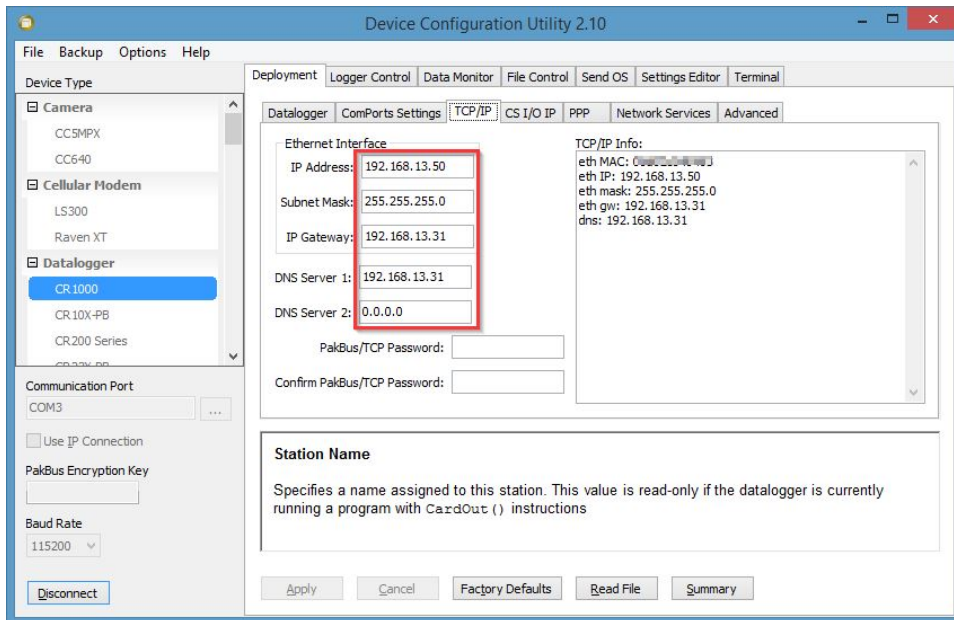 Device Configuration Utility 2.10
File Backup Options Help
Device Type
Camera
CC5MPX
CC640
Cellular Modem
LS300
Raven XT
Datalogger
CR1000
CR10X-PB
CR200 Series
Communication Port
COM3
...
Use IP Connection
PakBus Encryption Key
Baud Rate
115200
Disconnect
Deployment Logger Control Data Monitor File Control Send OS Settings Editor Terminal
Datalogger ComPorts Settings TCP/IP CS I/O IP PPP Network Services Advanced
Ethernet Interface
IP Address: 192.168.13.50
Subnet Mask: 255.255.255.0
IP Gateway: 192.168.13.31
DNS Server 1: 192.168.13.31
DNS Server 2: 0.0.0.0
PakBus/TCP Password:
Confirm PakBus/TCP Password:
TCP/IP Info:
eth MAC:
eth IP: 192.168.13.50
eth mask: 255.255.255.0
eth gw: 192.168.13.31
dns: 192.168.13.31
Station Name
Specifies a name assigned to this station. This value is read-only if the datalogger is currently
running a program with CardOut() instructions
Apply Cancel Factory Defaults Read File Summary